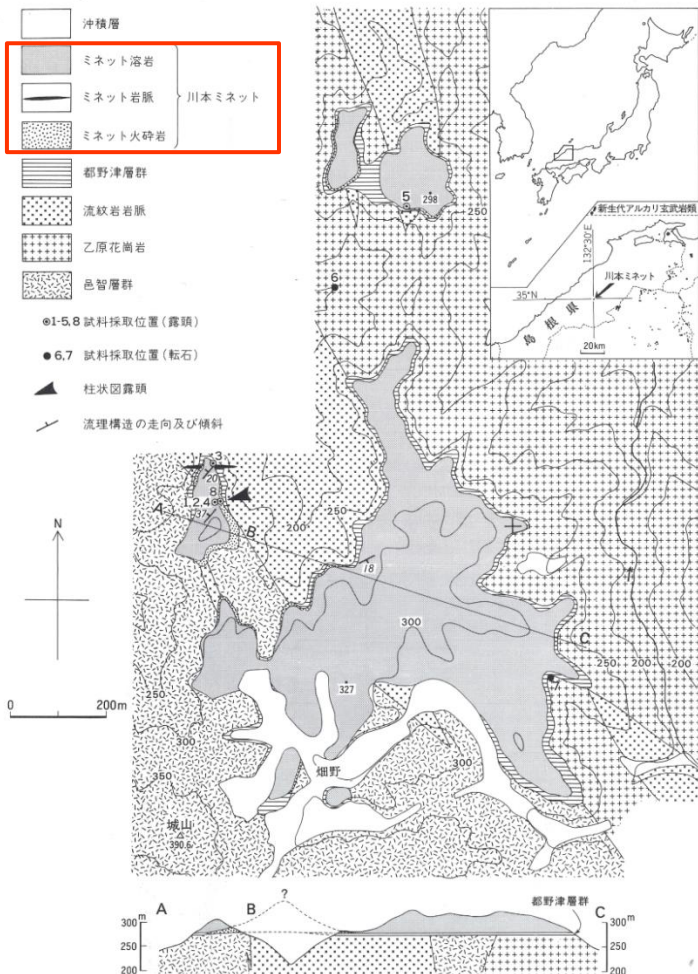 沖積層
ミネット溶岩
ミネット岩脈
川本ミネット
ミネット火砕岩
都野津層群
流紋岩岩脈
乙原花崗岩
邑智層群
1-5,8 試料採取位置(露頭)
6,7 試料採取位置(転石)
柱状図露頭
流理構造の走向及び傾斜
N
0 200m
新生代アルカリ玄武岩類
132°30′E
川本ミネット
35°N
島根県
20km
5
298
250
6
3
20
8
1,2,4
A
B
200
250
18
300
C
250
200
200
7
327
250
300
350
300
畑野
城山
390.6
A
?
B
都野津層群
C
300m
250
200
300m
250
200